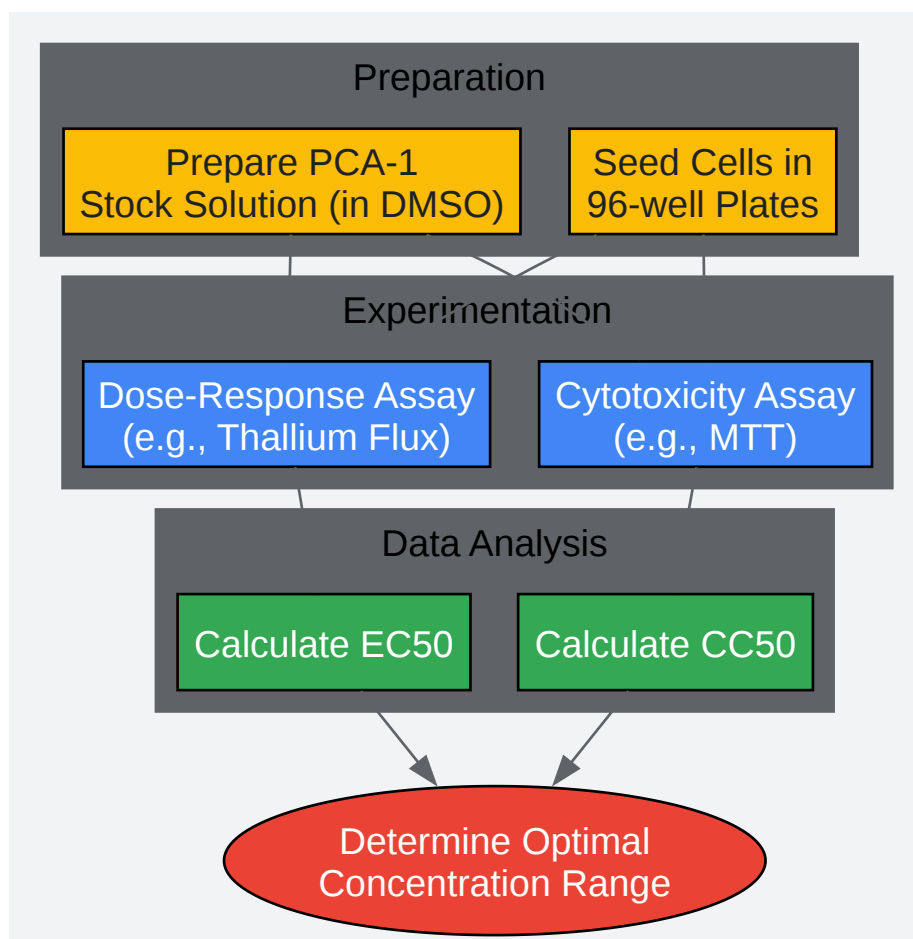 Preparation
Prepare PCA-1
Stock Solution (in DMSO)
Seed Cells in
96-well Plates
Experimentation
Dose-Response Assay
(e.g., Thallium Flux)
Cytotoxicity Assay
(e.g., MTT)
Data Analysis
Calculate EC50
Calculate CC50
Determine Optimal
Concentration Range